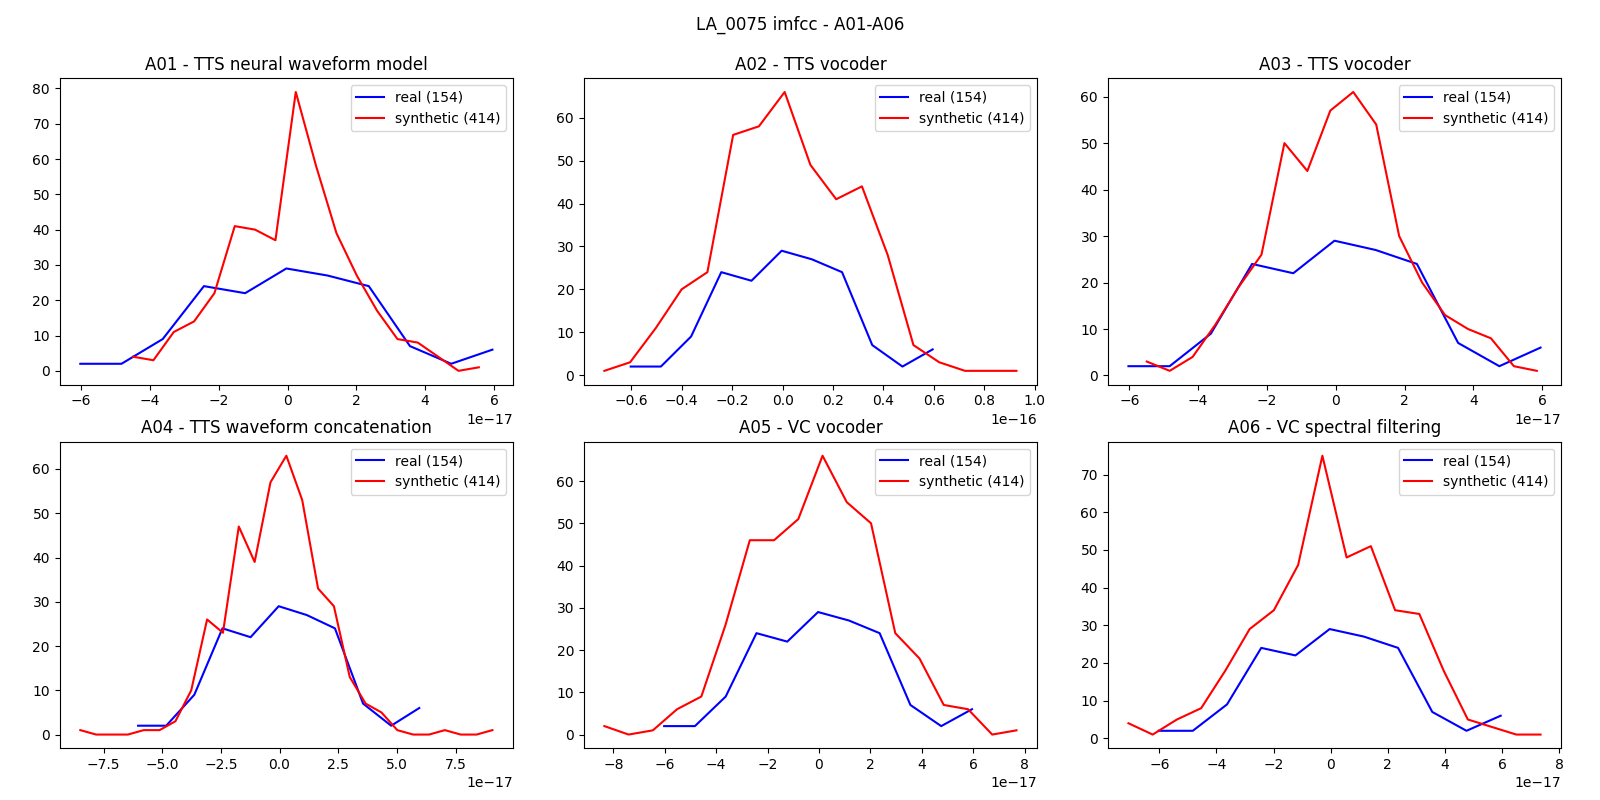 LA_0075 imfcc - A01-A06
A01 - TTS neural waveform model
80
70
60
50
40
30
20
10
0
−6 −4 −2 0 2 4 6
1e−17
real (154)
synthetic (414)
A02 - TTS vocoder
60
50
40
30
20
10
0
−0.6 −0.4 −0.2 0.0 0.2 0.4 0.6 0.8 1.0
1e−16
real (154)
synthetic (414)
A03 - TTS vocoder
60
50
40
30
20
10
0
−6 −4 −2 0 2 4 6
1e−17
real (154)
synthetic (414)
A04 - TTS waveform concatenation
60
50
40
30
20
10
0
−7.5 −5.0 −2.5 0.0 2.5 5.0 7.5
1e−17
real (154)
synthetic (414)
A05 - VC vocoder
60
50
40
30
20
10
0
−8 −6 −4 −2 0 2 4 6 8
1e−17
real (154)
synthetic (414)
A06 - VC spectral filtering
70
60
50
40
30
20
10
0
−6 −4 −2 0 2 4 6 8
1e−17
real (154)
synthetic (414)